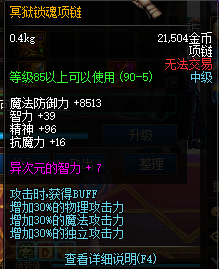 冥狱锁魂项链
0.4kg 21,504金币
项链
无法交易
等级85以上可以使用 (90-5) 中级
魔法防御力 +8513
智力 +39
精神 +96
抗魔力 +16
升级
异次元的智力 + 7
整理
攻击时,获得BUFF
增加30%的物理攻击力
增加30%的魔法攻击力
增加30%的独立攻击力
查看详细说明(F4)